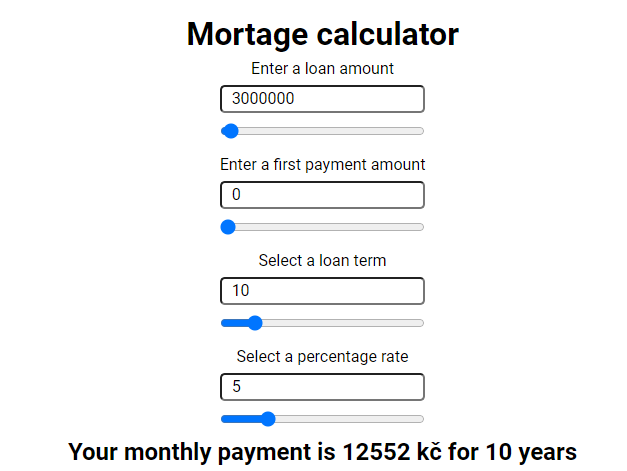 Mortage calculator
Enter a loan amount
3000000
Enter a first payment amount
0
Select a loan term
10
Select a percentage rate
5
Your monthly payment is 12552 kč for 10 years